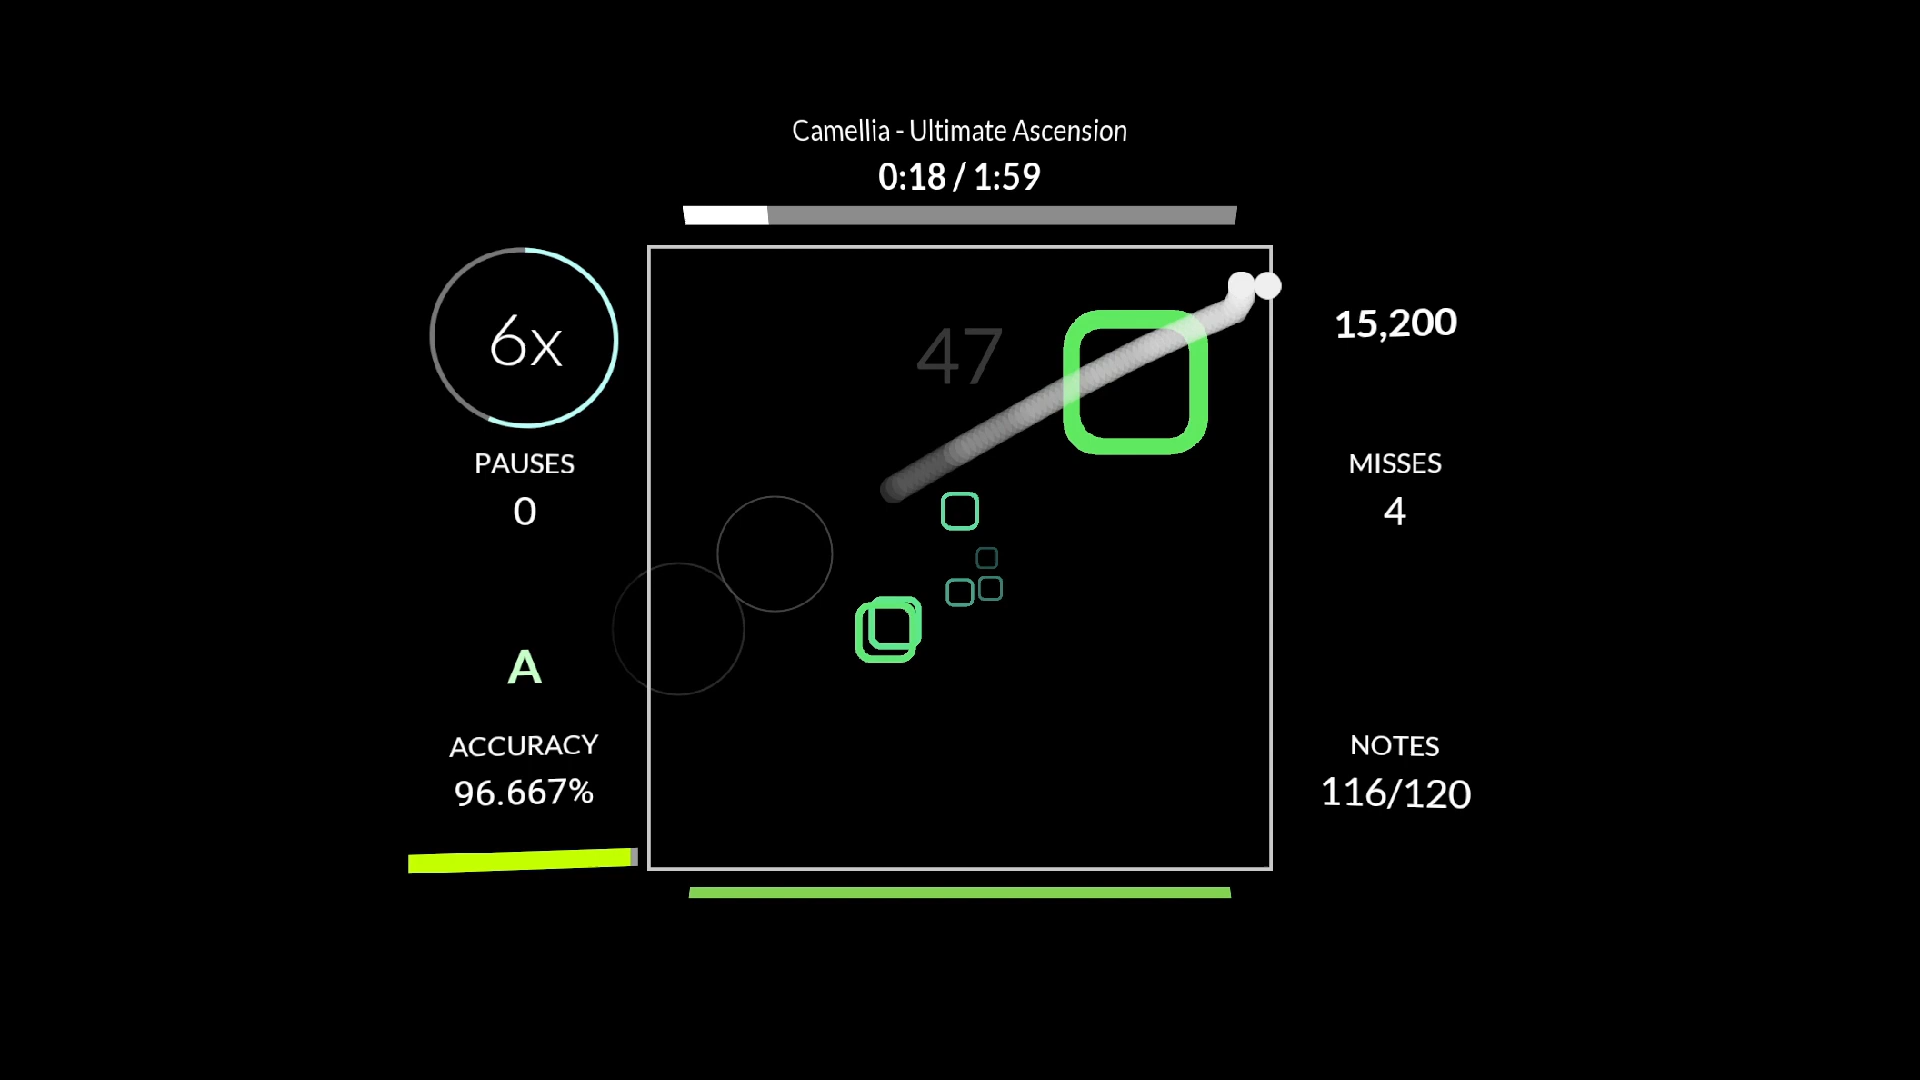 Camellia - Ultimate Ascension
0:18 / 1:59
6x
47
15,200
PAUSES
0
MISSES
4
A
ACCURACY
96.667%
NOTES
116/120